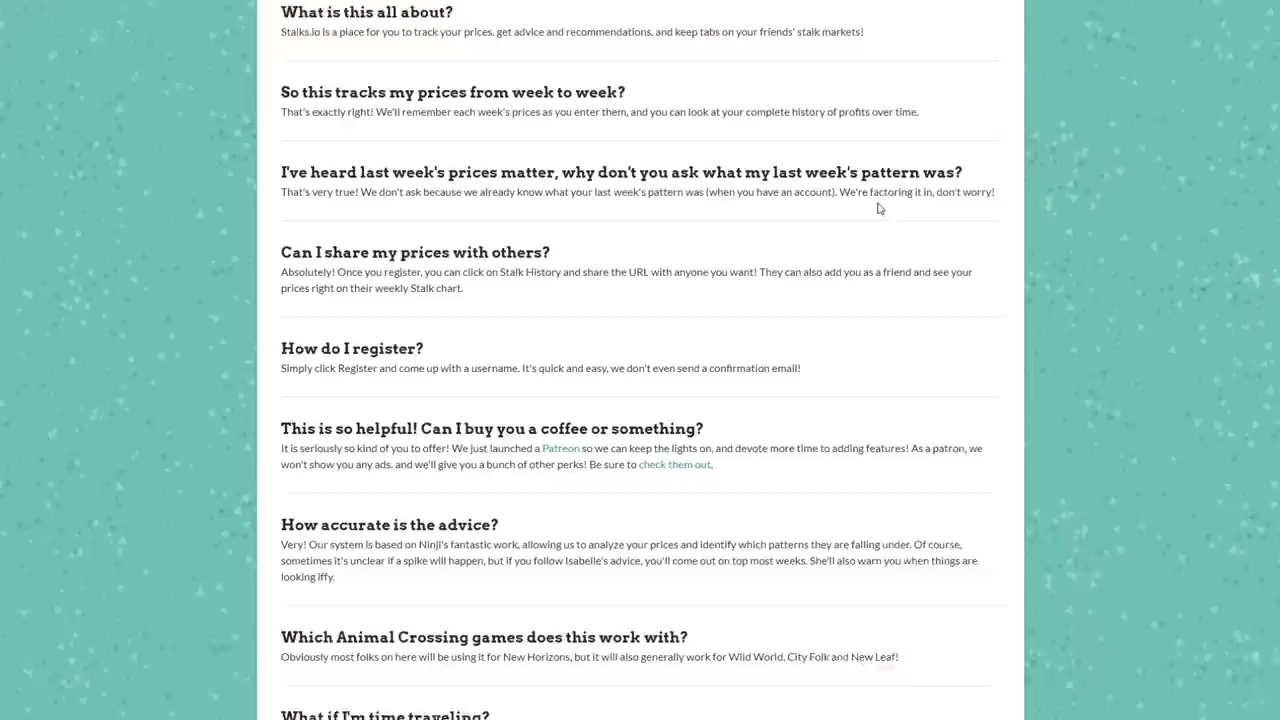 What is this all about?
Stalks.io is a place for you to track your prices, get advice and recommendations, and keep tabs on your friends' stalk markets!
So this tracks my prices from week to week?
That's exactly right! We'll remember each week's prices as you enter them, and you can look at your complete history of profits over time.
I've heard last week's prices matter, why don't you ask what my last week's pattern was?
That's very true! We don't ask because we already know what your last week's pattern was (when you have an account). We're factoring it in, don't worry!
Can I share my prices with others?
Absolutely! Once you register, you can click on Stalk History and share the URL with anyone you want! They can also add you as a friend and see your
prices right on their weekly Stalk chart.
How do I register?
Simply click Register and come up with a username. It's quick and easy, we don't even send a confirmation email!
This is so helpful! Can I buy you a coffee or something?
It is seriously so kind of you to offer! We just launched a Patreon so we can keep the lights on, and devote more time to adding features! As a patron, we
won't show you any ads, and we'll give you a bunch of other perks! Be sure to check them out.
How accurate is the advice?
Very! Our system is based on Ninji's fantastic work, allowing us to analyze your prices and identify which patterns they are falling under. Of course,
sometimes it's unclear if a spike will happen, but if you follow Isabelle's advice, you'll come out on top most weeks. She'll also warn you when things are
looking iffy.
Which Animal Crossing games does this work with?
Obviously most folks on here will be using it for New Horizons, but it will also generally work for Wild World, City Folk and New Leaf!
What if I'm time traveling?